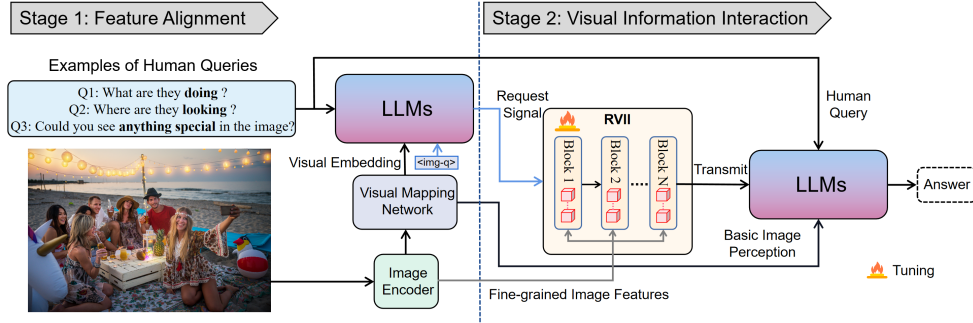 Stage 1: Feature Alignment
Stage 2: Visual Information Interaction
Examples of Human Queries
Q1: What are they doing ?
Q2: Where are they looking ?
Q3: Could you see anything special in the image?
LLMs
Visual Embedding
<img-q>
Visual Mapping
Network
Image
Encoder
Request
Signal
RVII
Block 1
Block 2
Block N
Transmit
Human
Query
LLMs
Answer
Basic Image
Perception
Fine-grained Image Features
Tuning